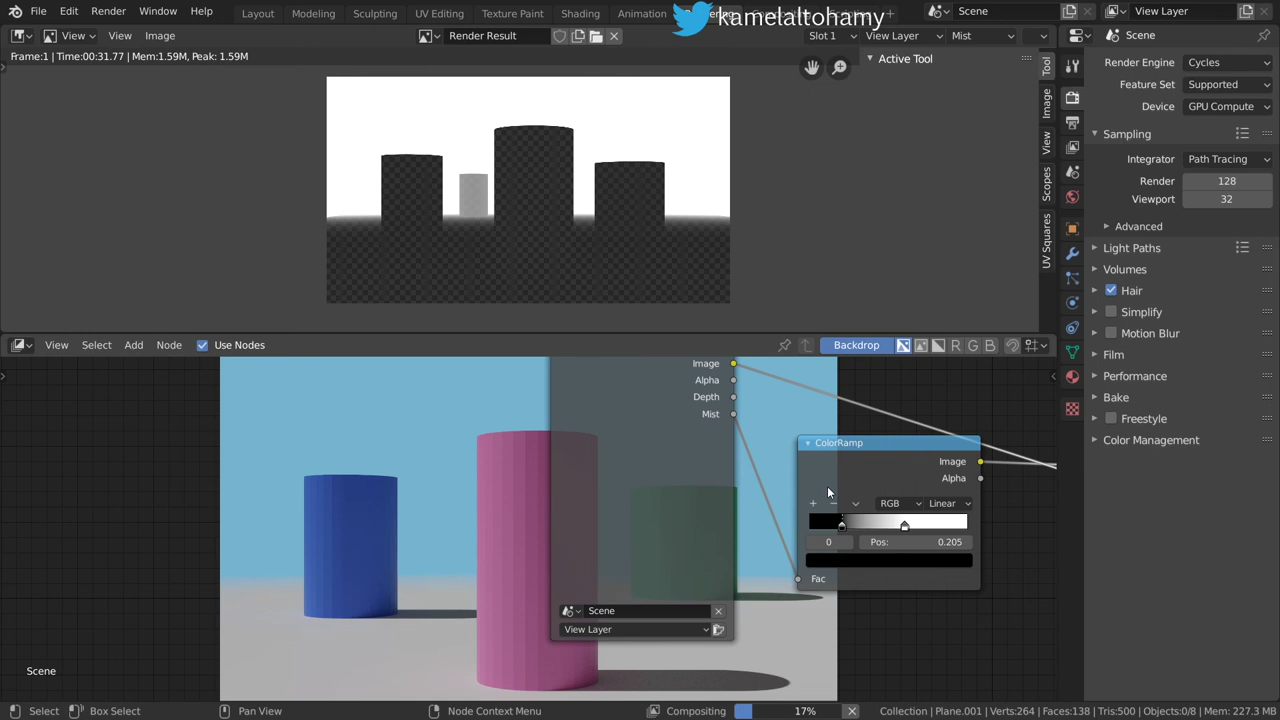 File Edit Render Window Help Layout Modeling Sculpting UV Editing Texture Paint Shading Animation kamelaltohamy Scene View Layer
View View Image Render Result Slot 1 View Layer Mist Scene
Frame:1 | Time:00:31.77 | Mem:1.59M, Peak: 1.59M
Active Tool
Tool
Image
View
Scopes
UV Squares
Render Engine Cycles
Feature Set Supported
Device GPU Compute
Sampling
Integrator Path Tracing
Render 128
Viewport 32
Advanced
Light Paths
Volumes
Hair
Simplify
Motion Blur
Film
Performance
Bake
Freestyle
Color Management
View Select Add Node Use Nodes Backdrop R G B
Image
Alpha
Depth
Mist
Scene
View Layer
ColorRamp
Image
Alpha
RGB Linear
0 Pos: 0.205
Fac
Scene
Select Box Select Pan View Node Context Menu Compositing 17% Collection | Plane.001 | Verts:264 | Faces:138 | Tris:500 | Objects:0/8 | Mem: 227.3 MB